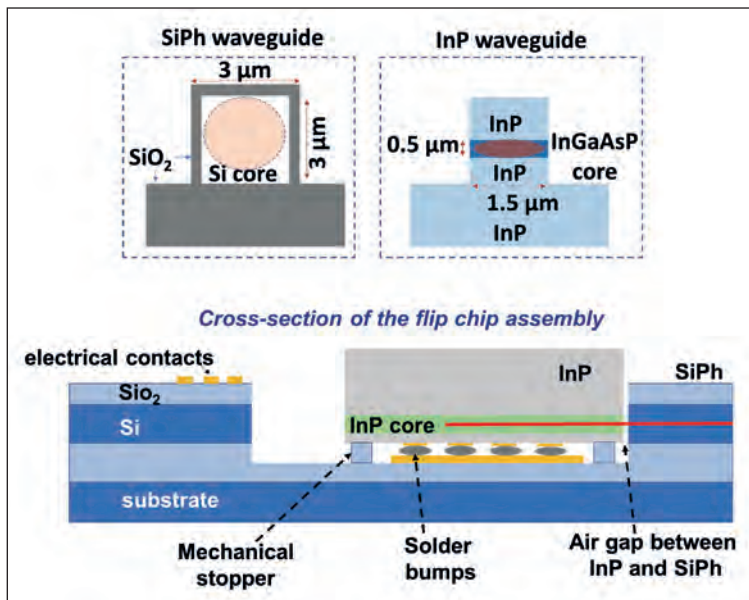 SiPh waveguide
3 µm
3 µm
SiO2
Si core
InP waveguide
InP
0.5 µm
InGaAsP
core
InP
1.5 µm
InP
Cross-section of the flip chip assembly
electrical contacts
Sio2
Si
substrate
InP
InP core
SiPh
Mechanical
stopper
Solder
bumps
Air gap between
InP and SiPh